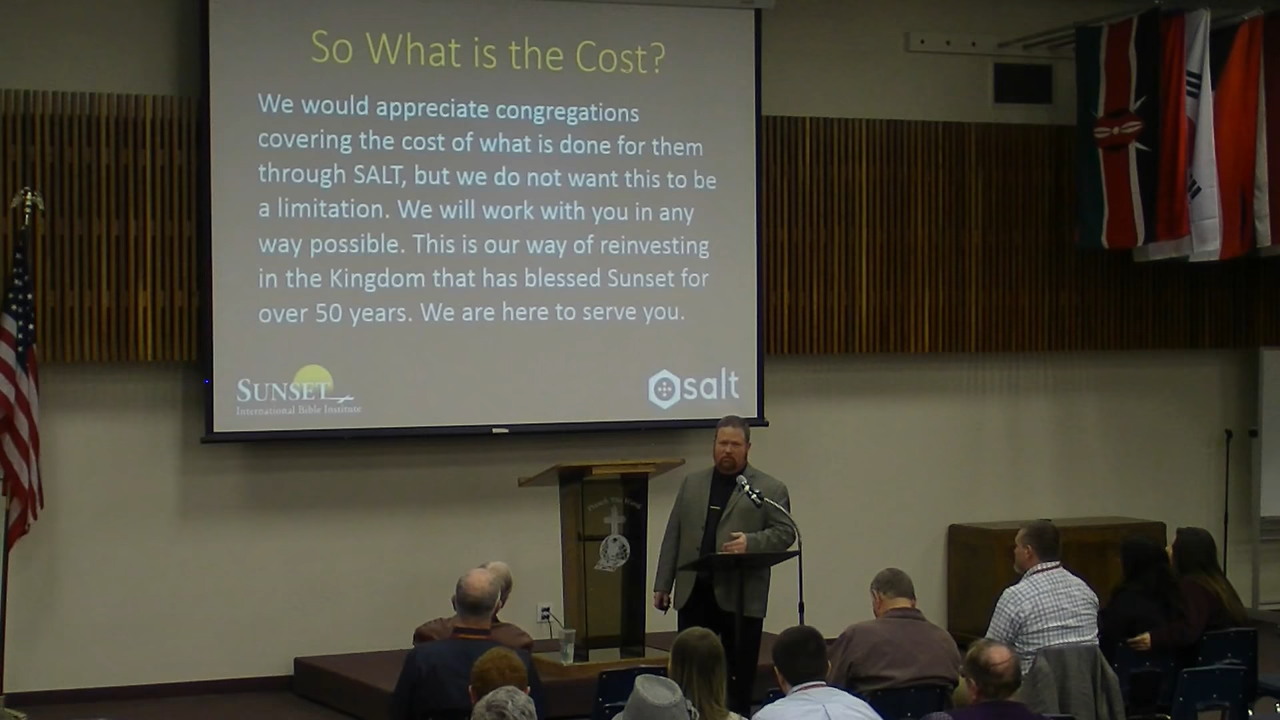 So What is the Cost?
We would appreciate congregations
covering the cost of what is done for them
through SALT, but we do not want this to be
a limitation. We will work with you in any
way possible. This is our way of reinvesting
in the Kingdom that has blessed Sunset for
over 50 years. We are here to serve you.
SUNSET
International Bible Institute
salt